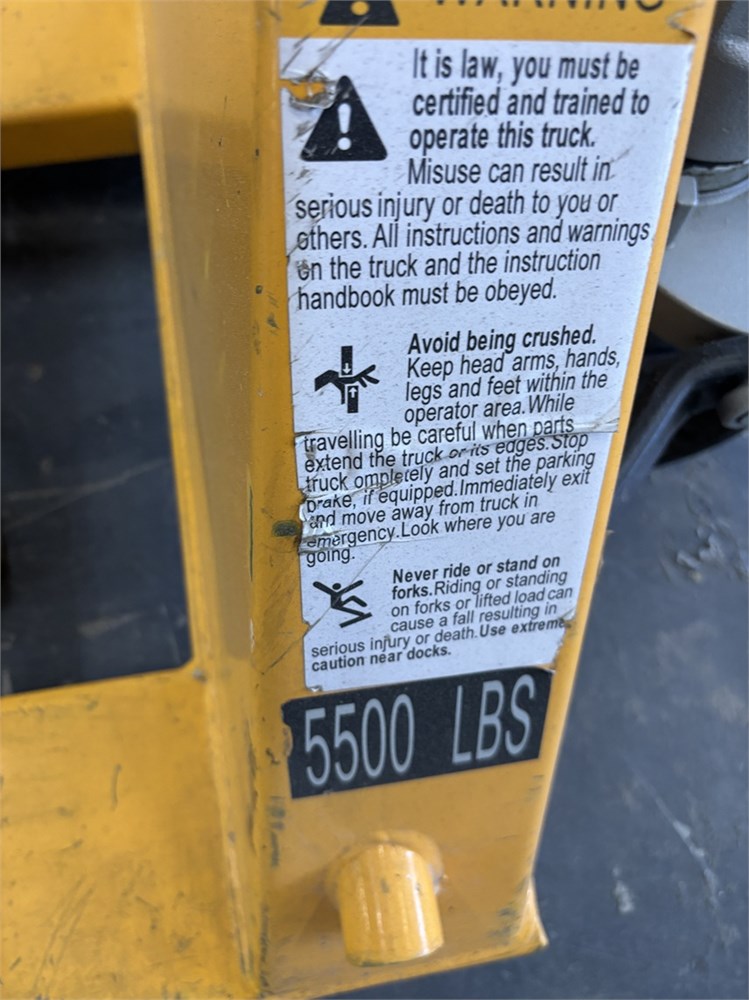 WARNING
It is law, you must be
certified and trained to
operate this truck.
Misuse can result in
serious injury or death to you or
others. All instructions and warnings
on the truck and the instruction
handbook must be obeyed.
Avoid being crushed.
Keep head arms, hands,
legs and feet within the
operator area. While
travelling be careful when parts
extend the truck or its edges. Stop
truck ompletely and set the parking
brake, if equipped. Immediately exit
and move away from truck in
emergency. Look where you are
going.
Never ride or stand on
forks. Riding or standing
on forks or lifted load can
cause a fall resulting in
serious injury or death. Use extreme
caution near docks.
5500 LBS